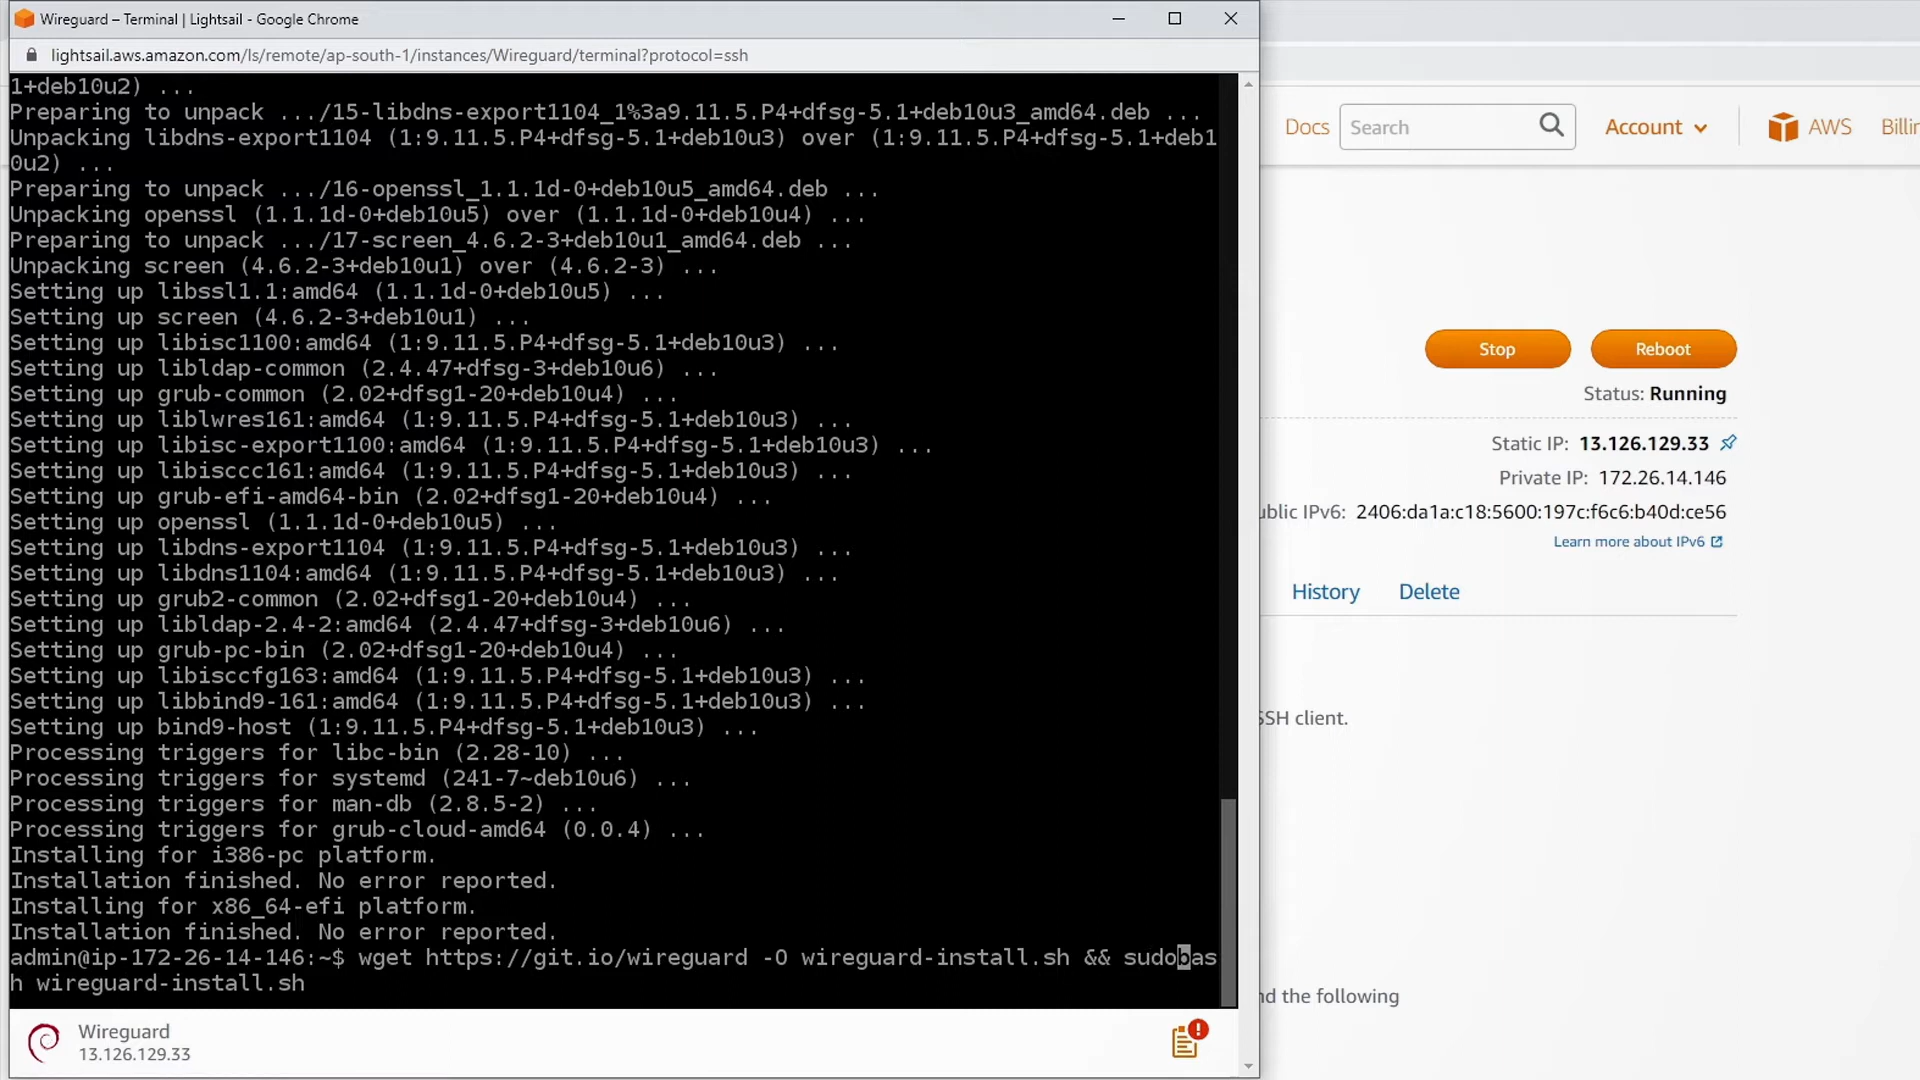 Wireguard – Terminal | Lightsail - Google Chrome
lightsail.aws.amazon.com/ls/remote/ap-south-1/instances/Wireguard/terminal?protocol=ssh
1+deb10u2) ...
Preparing to unpack .../15-libdns-export1104_1%3a9.11.5.P4+dfsg-5.1+deb10u3_amd64.deb ...
Unpacking libdns-export1104 (1:9.11.5.P4+dfsg-5.1+deb10u3) over (1:9.11.5.P4+dfsg-5.1+deb1
0u2) ...
Preparing to unpack .../16-openssl_1.1.1d-0+deb10u5_amd64.deb ...
Unpacking openssl (1.1.1d-0+deb10u5) over (1.1.1d-0+deb10u4) ...
Preparing to unpack .../17-screen_4.6.2-3+deb10u1_amd64.deb ...
Unpacking screen (4.6.2-3+deb10u1) over (4.6.2-3) ...
Setting up libssl1.1:amd64 (1.1.1d-0+deb10u5) ...
Setting up screen (4.6.2-3+deb10u1) ...
Setting up libisc1100:amd64 (1:9.11.5.P4+dfsg-5.1+deb10u3) ...
Setting up libldap-common (2.4.47+dfsg-3+deb10u6) ...
Setting up grub-common (2.02+dfsg1-20+deb10u4) ...
Setting up liblwres161:amd64 (1:9.11.5.P4+dfsg-5.1+deb10u3) ...
Setting up libisc-export1100:amd64 (1:9.11.5.P4+dfsg-5.1+deb10u3) ...
Setting up libisccc161:amd64 (1:9.11.5.P4+dfsg-5.1+deb10u3) ...
Setting up grub-efi-amd64-bin (2.02+dfsg1-20+deb10u4) ...
Setting up openssl (1.1.1d-0+deb10u5) ...
Setting up libdns-export1104 (1:9.11.5.P4+dfsg-5.1+deb10u3) ...
Setting up libdns1104:amd64 (1:9.11.5.P4+dfsg-5.1+deb10u3) ...
Setting up grub2-common (2.02+dfsg1-20+deb10u4) ...
Setting up libldap-2.4-2:amd64 (2.4.47+dfsg-3+deb10u6) ...
Setting up grub-pc-bin (2.02+dfsg1-20+deb10u4) ...
Setting up libisccfg163:amd64 (1:9.11.5.P4+dfsg-5.1+deb10u3) ...
Setting up libbind9-161:amd64 (1:9.11.5.P4+dfsg-5.1+deb10u3) ...
Setting up bind9-host (1:9.11.5.P4+dfsg-5.1+deb10u3) ...
Processing triggers for libc-bin (2.28-10) ...
Processing triggers for systemd (241-7~deb10u6) ...
Processing triggers for man-db (2.8.5-2) ...
Processing triggers for grub-cloud-amd64 (0.0.4) ...
Installing for i386-pc platform.
Installation finished. No error reported.
Installing for x86_64-efi platform.
Installation finished. No error reported.
admin@ip-172-26-14-146:~$ wget https://git.io/wireguard -O wireguard-install.sh && sudobas
h wireguard-install.sh
Wireguard
13.126.129.33
Docs
Search
Account
AWS
Stop
Reboot
Status: Running
Static IP: 13.126.129.33
Private IP: 172.26.14.146
IPv6: 2406:da1a:c18:5600:197c:f6c6:b40d:ce56
Learn more about IPv6
History
Delete
SSH client.
the following